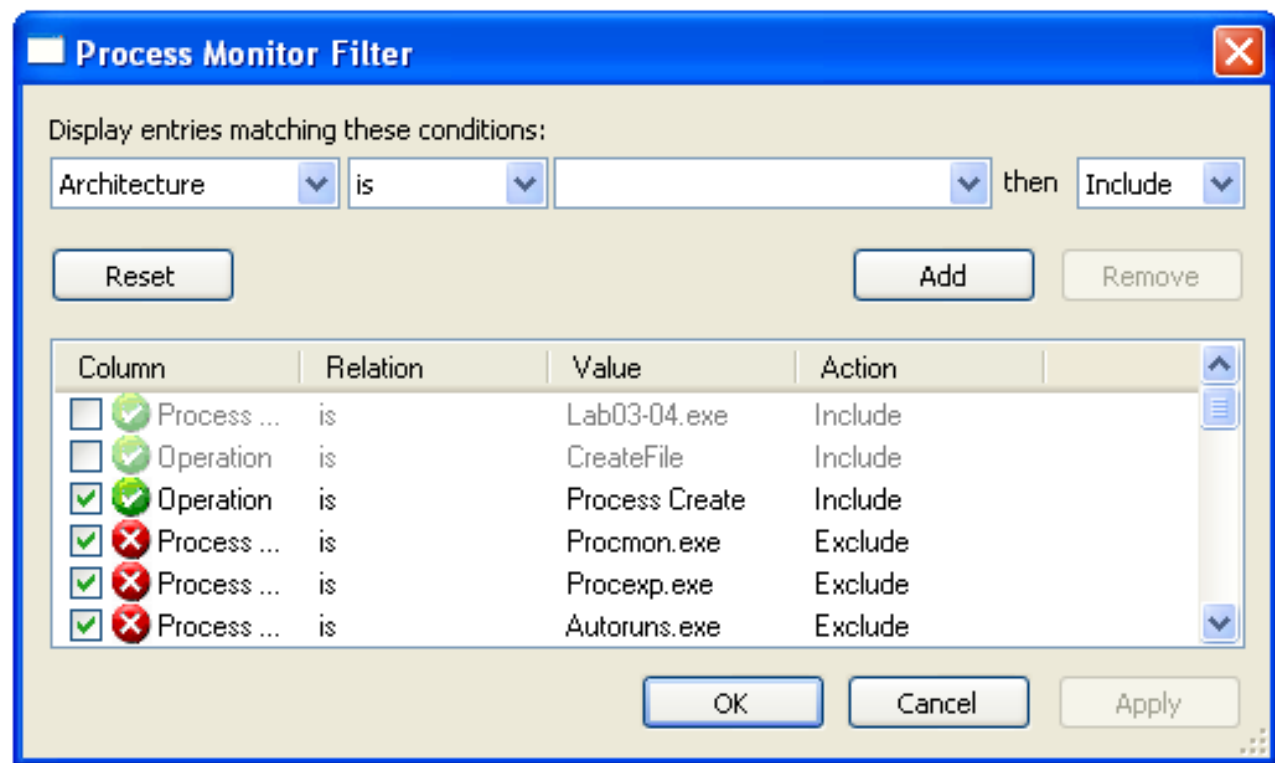 Process Monitor Filter
Display entries matching these conditions:
Architecture is then Include
Reset Add Remove
Column Relation Value Action
Process ... is Lab03-04.exe Include
Operation is CreateFile Include
Operation is Process Create Include
Process ... is Procmon.exe Exclude
Process ... is Procexp.exe Exclude
Process ... is Autoruns.exe Exclude
OK Cancel Apply